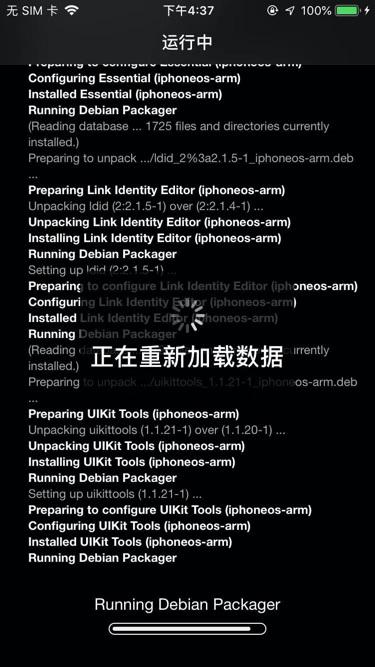 无 SIM 卡 下午4:37 100%
运行中
Preparing to configure Essential (iphoneos-arm)
Configuring Essential (iphoneos-arm)
Installed Essential (iphoneos-arm)
Running Debian Packager
(Reading database ... 1725 files and directories currently
installed.)
Preparing to unpack .../ldid_2%3a2.1.5-1_iphoneos-arm.deb
...
Preparing Link Identity Editor (iphoneos-arm)
Unpacking ldid (2:2.1.5-1) over (2:2.1.4-1) ...
Unpacking Link Identity Editor (iphoneos-arm)
Installing Link Identity Editor (iphoneos-arm)
Running Debian Packager
Setting up ldid (2:2.1.5-1) ...
Preparing to configure Link Identity Editor (iphoneos-arm)
Configuring Link Identity Editor (iphoneos-arm)
Installed Link Identity Editor (iphoneos-arm)
Running Debian Packager
正在重新加载数据
(Reading da urrently
installed.)
Preparing to unpack .../uikittools_1.1.21-1_iphoneos-arm.deb
...
Preparing UIKit Tools (iphoneos-arm)
Unpacking uikittools (1.1.21-1) over (1.1.20-1) ...
Unpacking UIKit Tools (iphoneos-arm)
Installing UIKit Tools (iphoneos-arm)
Running Debian Packager
Setting up uikittools (1.1.21-1) ...
Preparing to configure UIKit Tools (iphoneos-arm)
Configuring UIKit Tools (iphoneos-arm)
Installed UIKit Tools (iphoneos-arm)
Running Debian Packager
Running Debian Packager